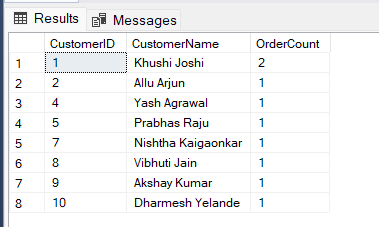 Results Messages
CustomerID CustomerName OrderCount
1 1 Khushi Joshi 2
2 2 Allu Arjun 1
3 4 Yash Agrawal 1
4 5 Prabhas Raju 1
5 7 Nishtha Kaigaonkar 1
6 8 Vibhuti Jain 1
7 9 Akshay Kumar 1
8 10 Dharmesh Yelande 1